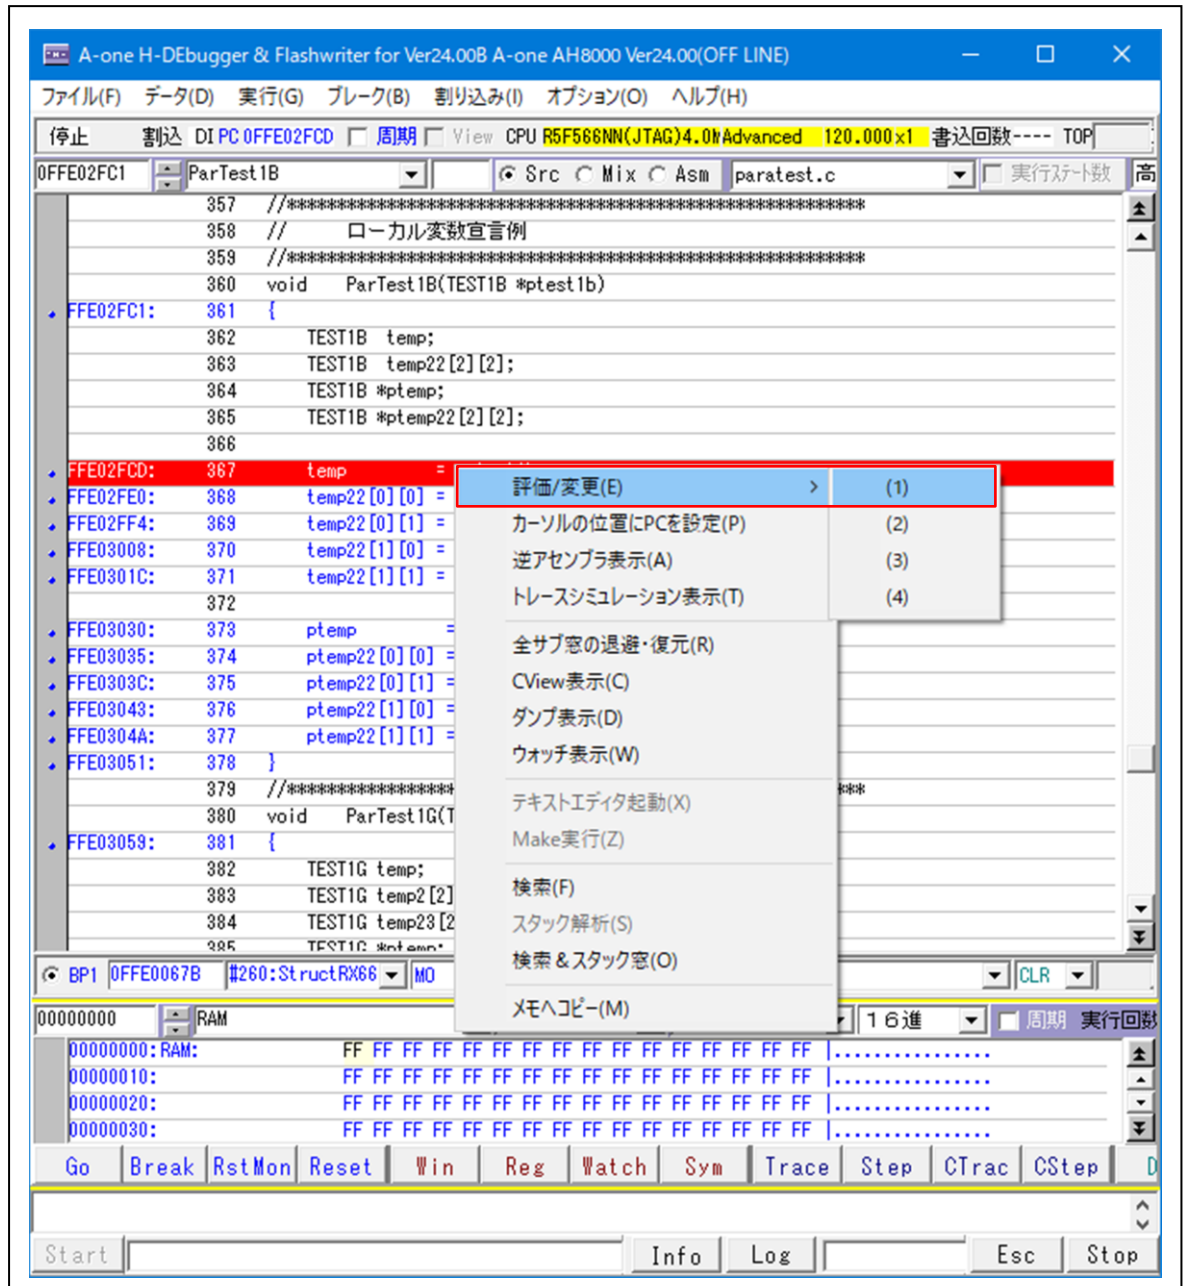 A-one H-DEbugger & Flashwriter for Ver24.00B A-one AH8000 Ver24.00(OFF LINE)
ファイル(F) データ(D) 実行(G) ブレーク(B) 割り込み(I) オプション(O) ヘルプ(H)
停止 割込 DI PC 0FFE02FCD 周期 View CPU R5F566NN(JTAG)4.0M Advanced 120.000x1 書込回数---- TOP
0FFE02FC1 ParTest1B Src Mix Asm paratest.c 実行ステート数 高
357 //**********************************************************
358 // ローカル変数宣言例
359 //**********************************************************
360 void ParTest1B(TEST1B *ptest1b)
FFE02FC1: 361 {
362 TEST1B temp;
363 TEST1B temp22[2][2];
364 TEST1B *ptemp;
365 TEST1B *ptemp22[2][2];
366
FFE02FCD: 367 temp =
FFE02FE0: 368 temp22[0][0] =
FFE02FF4: 369 temp22[0][1] =
FFE03008: 370 temp22[1][0] =
FFE0301C: 371 temp22[1][1] =
372
FFE03030: 373 ptemp =
FFE03035: 374 ptemp22[0][0] =
FFE0303C: 375 ptemp22[0][1] =
FFE03043: 376 ptemp22[1][0] =
FFE0304A: 377 ptemp22[1][1] =
FFE03051: 378 }
379 //***************** ***
380 void ParTest1G(T
FFE03059: 381 {
382 TEST1G temp;
383 TEST1G temp2[2]
384 TEST1G temp23[2
385 TEST1G *ptemp;
評価/変更(E) > (1)
カーソルの位置にPCを設定(P) (2)
逆アセンブラ表示(A) (3)
トレースシミュレーション表示(T) (4)
全サブ窓の退避・復元(R)
CView表示(C)
ダンプ表示(D)
ウォッチ表示(W)
テキストエディタ起動(X)
Make実行(Z)
検索(F)
スタック解析(S)
検索&スタック窓(O)
メモへコピー(M)
BP1 0FFE0067B #260:StructRX66 MO CLR
00000000 RAM 16進 周期 実行回数
00000000:RAM: FF FF FF FF FF FF FF FF FF FF FF FF FF FF FF FF |................
00000010: FF FF FF FF FF FF FF FF FF FF FF FF FF FF FF FF |................
00000020: FF FF FF FF FF FF FF FF FF FF FF FF FF FF FF FF |................
00000030: FF FF FF FF FF FF FF FF FF FF FF FF FF FF FF FF |................
Go Break RstMon Reset Win Reg Watch Sym Trace Step CTrac CStep D
Start Info Log Esc Stop